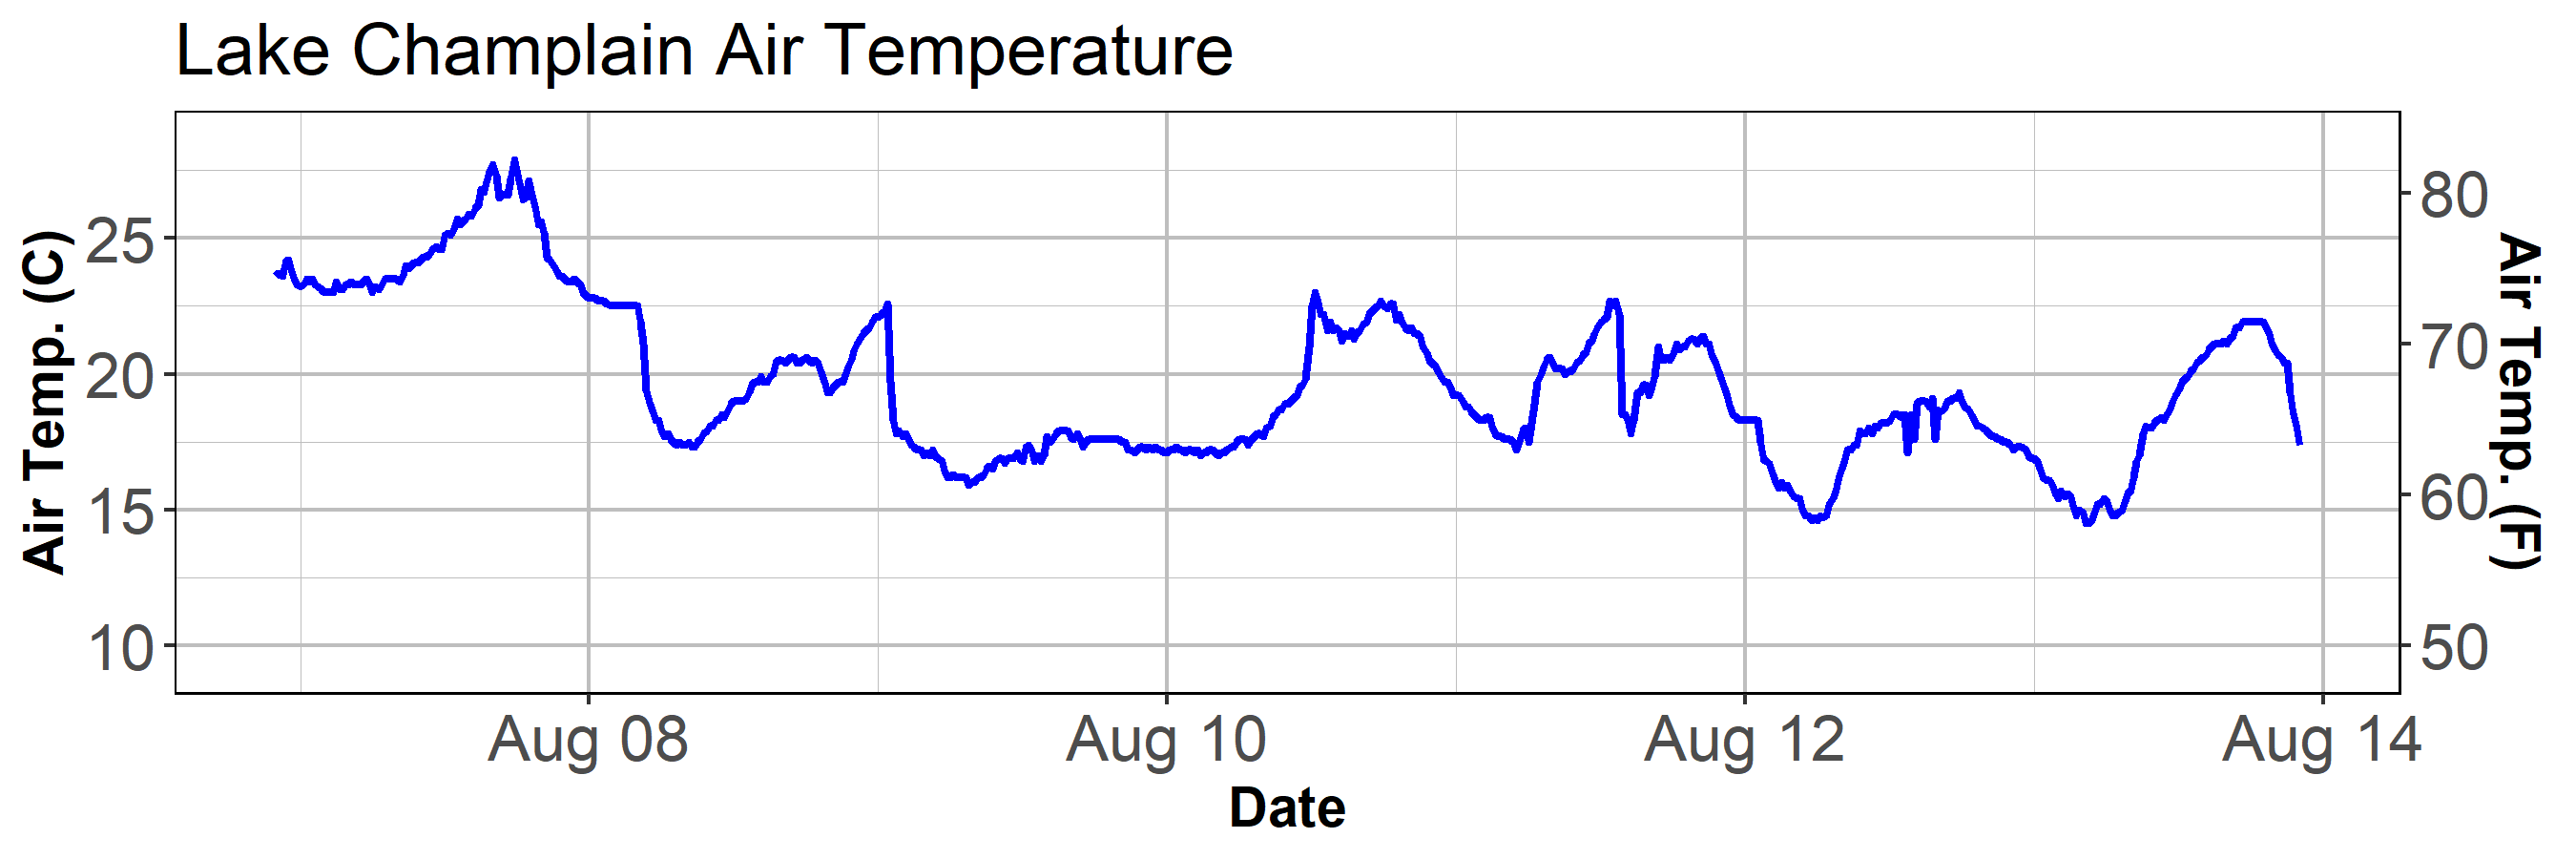 Lake Champlain Air Temperature
Air Temp. (C)
25
20
15
10
80
70
60
50
Air Temp. (F)
Aug 08 Aug 10 Aug 12 Aug 14
Date